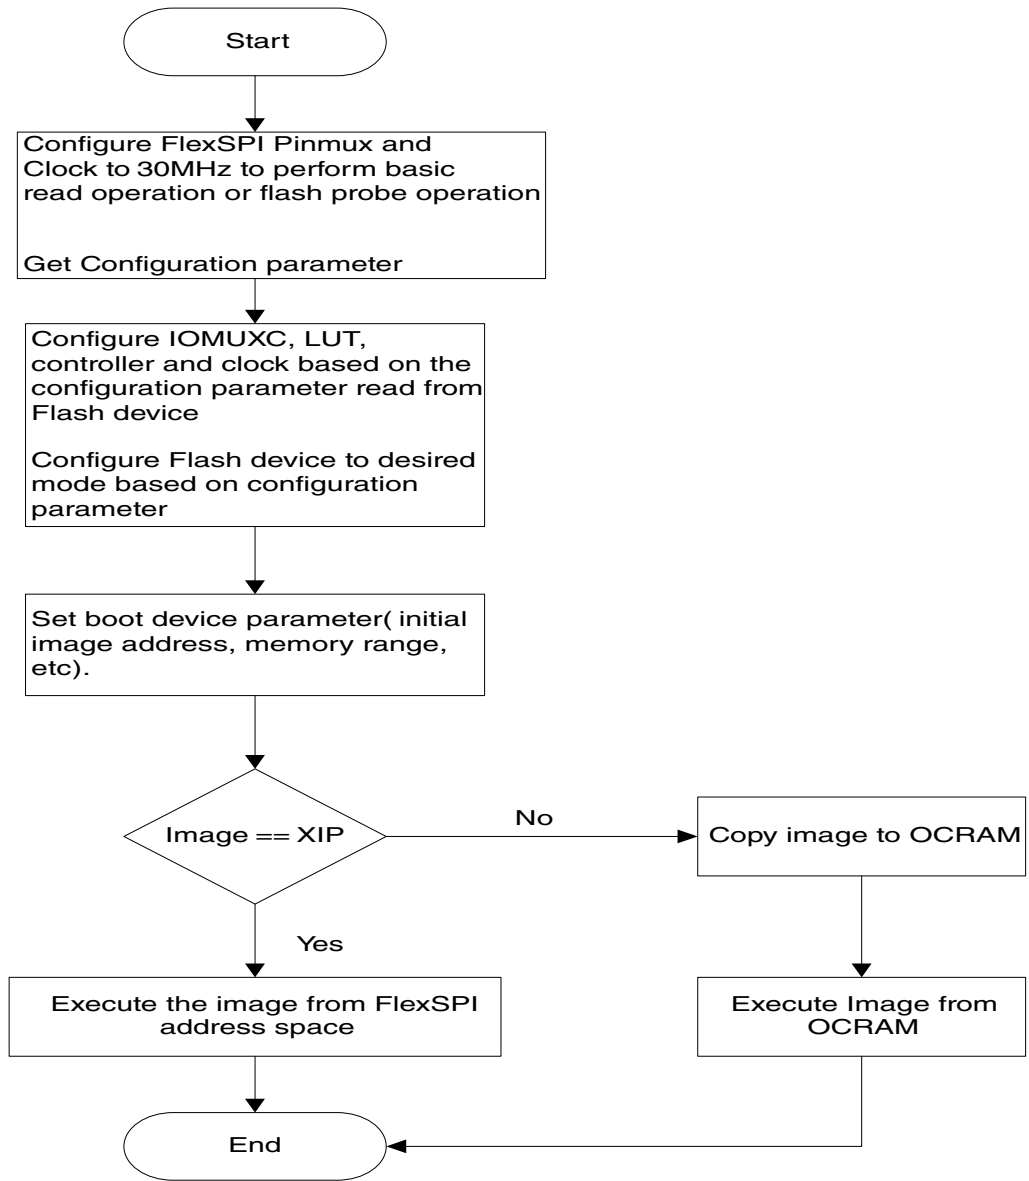 Start
Configure FlexSPI Pinmux and
Clock to 30MHz to perform basic
read operation or flash probe operation
Get Configuration parameter
Configure IOMUXC, LUT,
controller and clock based on the
configuration parameter read from
Flash device
Configure Flash device to desired
mode based on configuration
parameter
Set boot device parameter( initial
image address, memory range,
etc).
Image == XIP
No
Copy image to OCRAM
Yes
Execute the image from FlexSPI
address space
Execute Image from
OCRAM
End